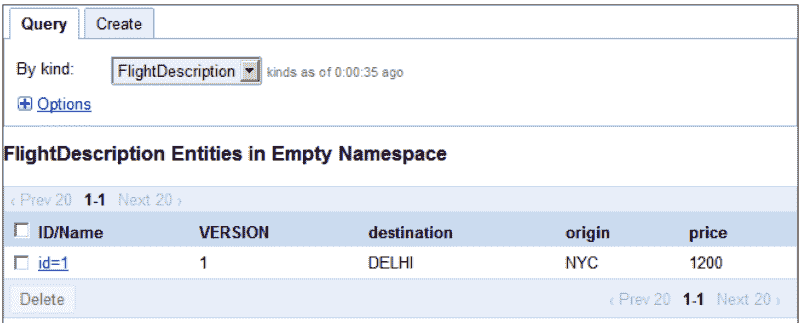 Query Create
By kind: FlightDescription kinds as of 0:00:35 ago
Options
FlightDescription Entities in Empty Namespace
‹ Prev 20 1-1 Next 20 ›
ID/Name VERSION destination origin price
id=1 1 DELHI NYC 1200
Delete ‹ Prev 20 1-1 Next 20 ›